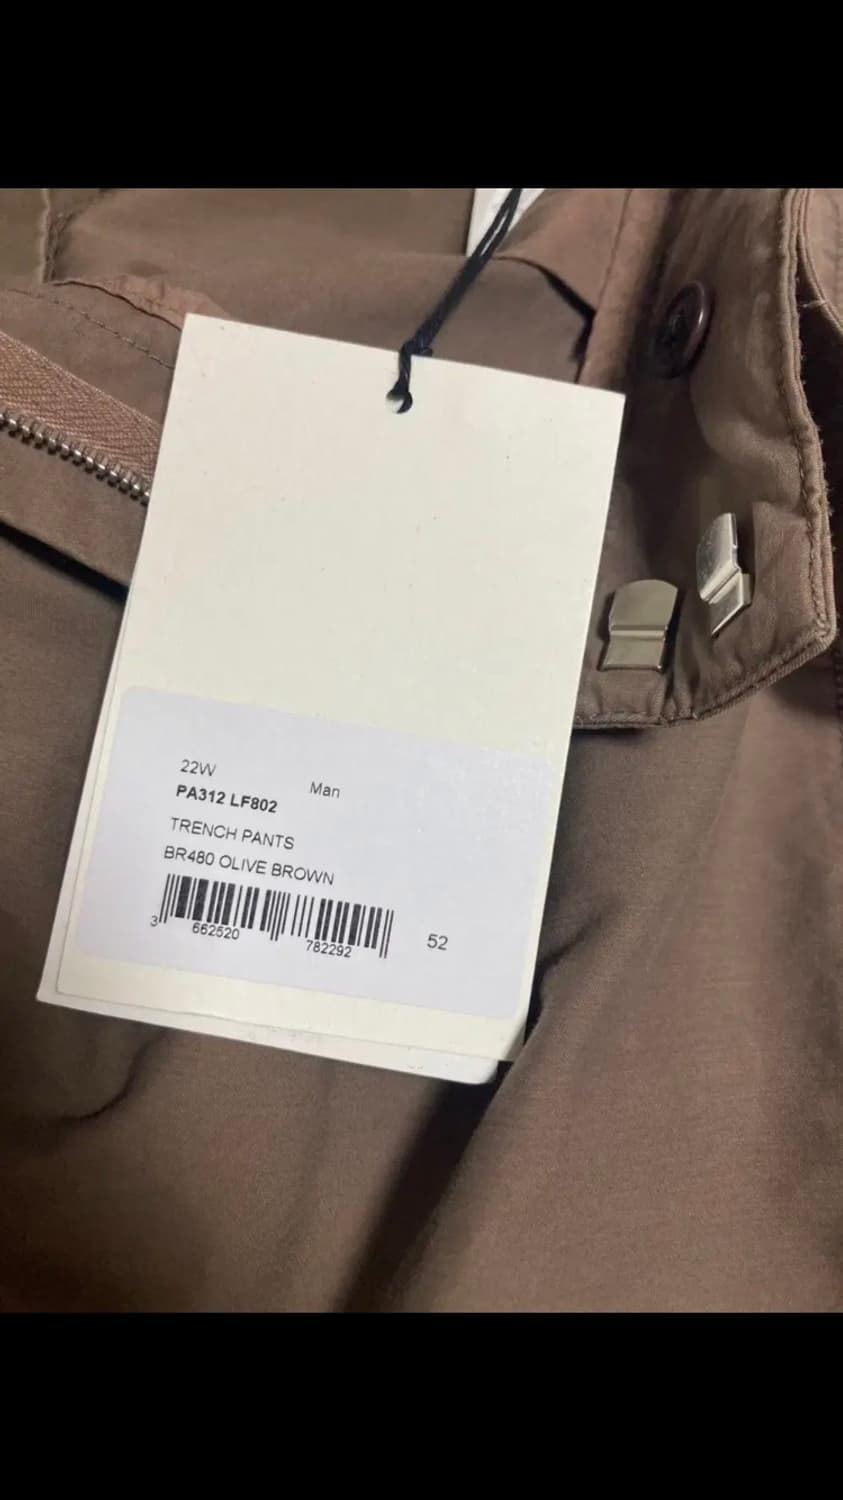 22W
Man
PA312 LF802
TRENCH PANTS
BR480 OLIVE BROWN
3 662520 782292
52